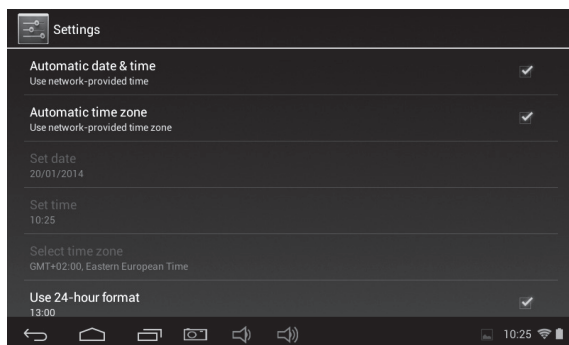 Settings
Automatic date & time
Use network-provided time
Automatic time zone
Use network-provided time zone
Set date
20/01/2014
Set time
10:25
Select time zone
GMT+02:00, Eastern European Time
Use 24-hour format
13:00
10:25